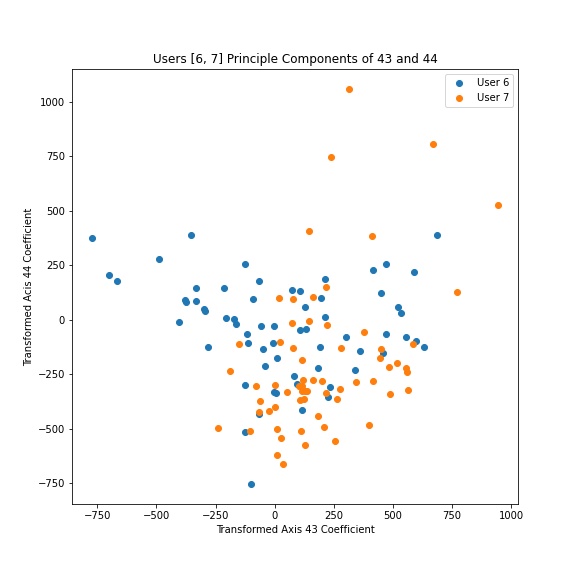 Users [6, 7] Principle Components of 43 and 44
User 6
User 7
1000
750
500
250
0
−250
−500
−750
Transformed Acis 44 Coefficient
−750 −500 −250 0 250 500 750 1000
Transformed Axis 43 Coefficient